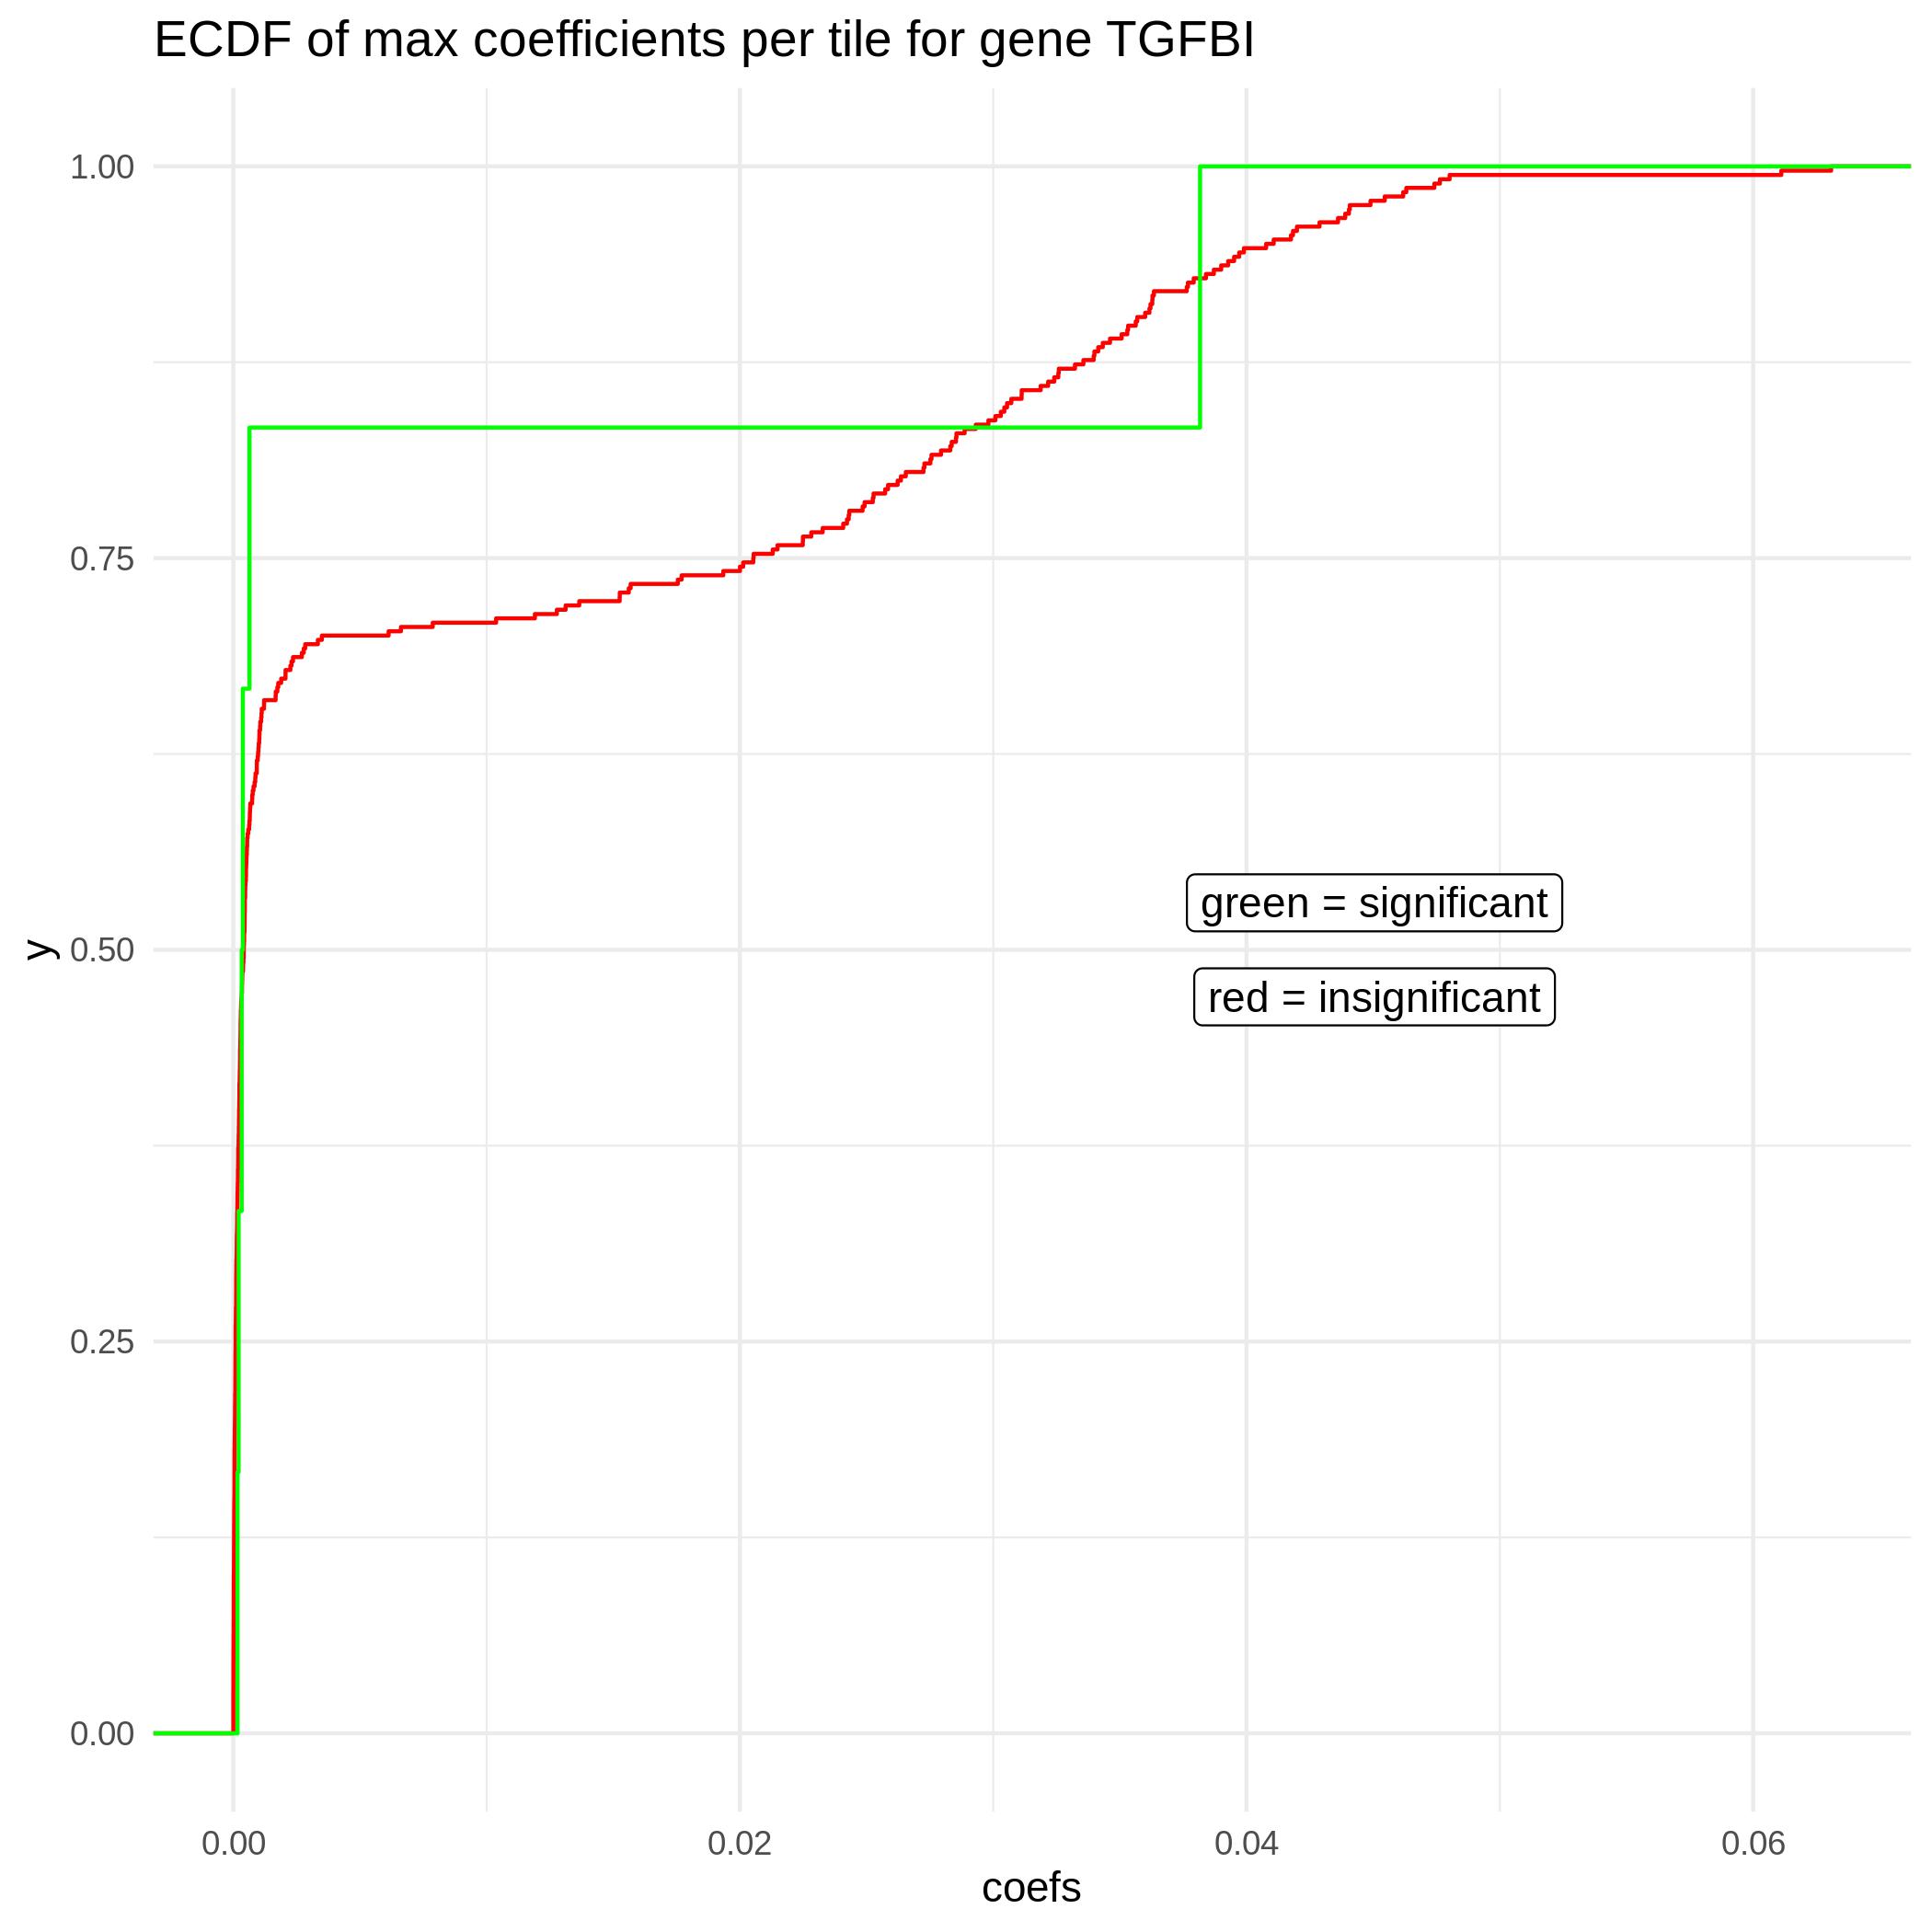 ECDF of max coefficients per tile for gene TGFBI
1.00
0.75
0.50
0.25
0.00
y
green = significant
red = insignificant
0.00
0.02
0.04
0.06
coefs